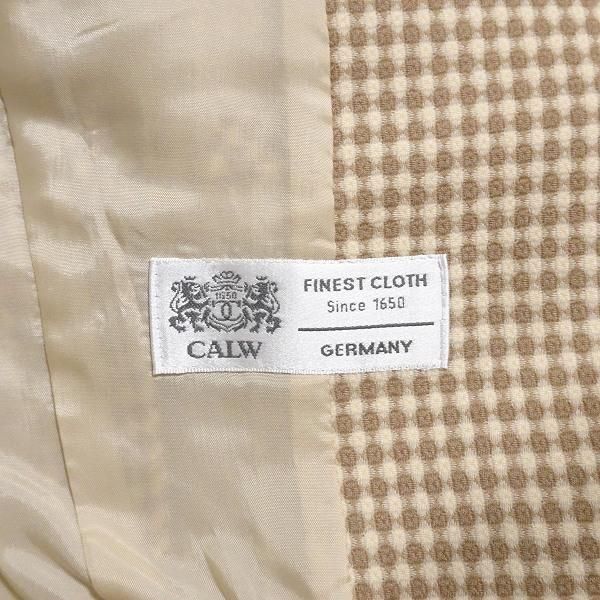 1650
CALW
FINEST CLOTH
Since 1650
GERMANY